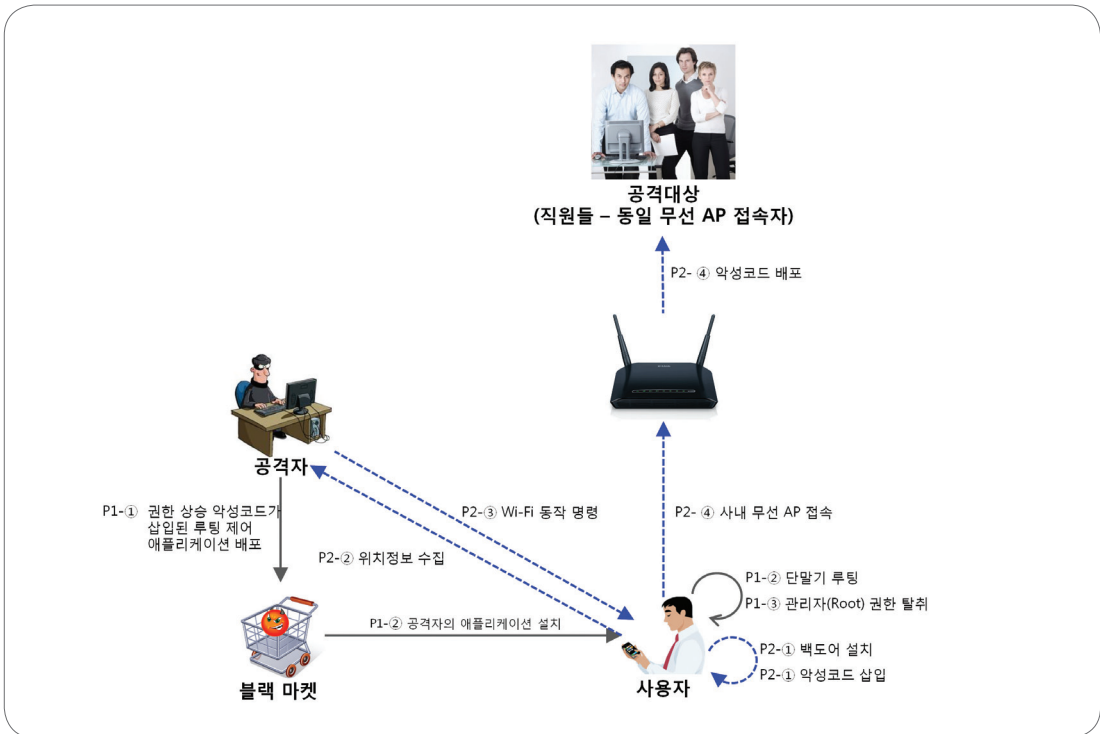 공격대상
(직원들 – 동일 무선 AP 접속자)
P2- ④ 악성코드 배포
공격자
P1-① 권한 상승 악성코드가
삽입된 루팅 제어
애플리케이션 배포
P2-③ Wi-Fi 동작 명령
P2- ④ 사내 무선 AP 접속
P2-② 위치정보 수집
P1-② 단말기 루팅
P1-③ 관리자(Root) 권한 탈취
P1-② 공격자의 애플리케이션 설치
P2-① 백도어 설치
P2-① 악성코드 삽입
블랙 마켓
사용자